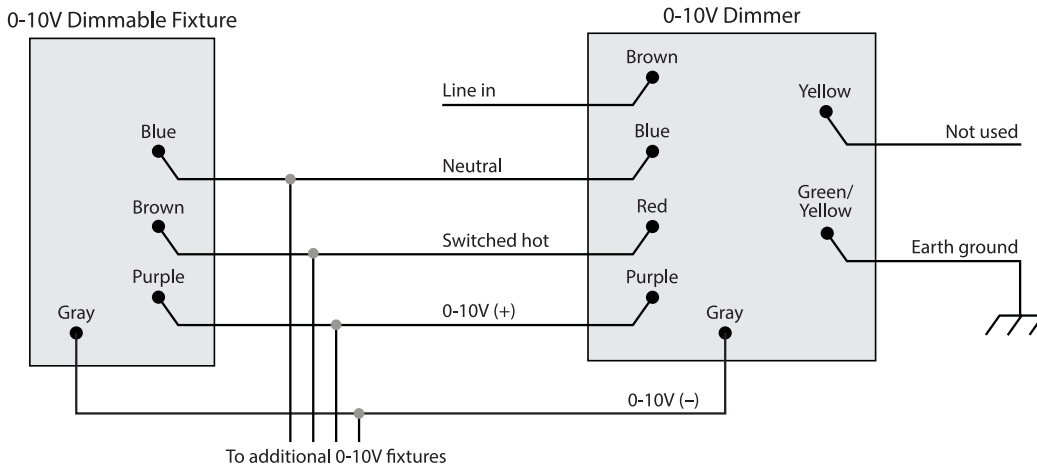 0-10V Dimmable Fixture
0-10V Dimmer
Brown
Line in
Yellow
Not used
Blue
Neutral
Blue
Brown
Switched hot
Red
Green/
Yellow
Earth ground
Purple
0-10V (+)
Purple
Gray
Gray
0-10V (–)
To additional 0-10V fixtures